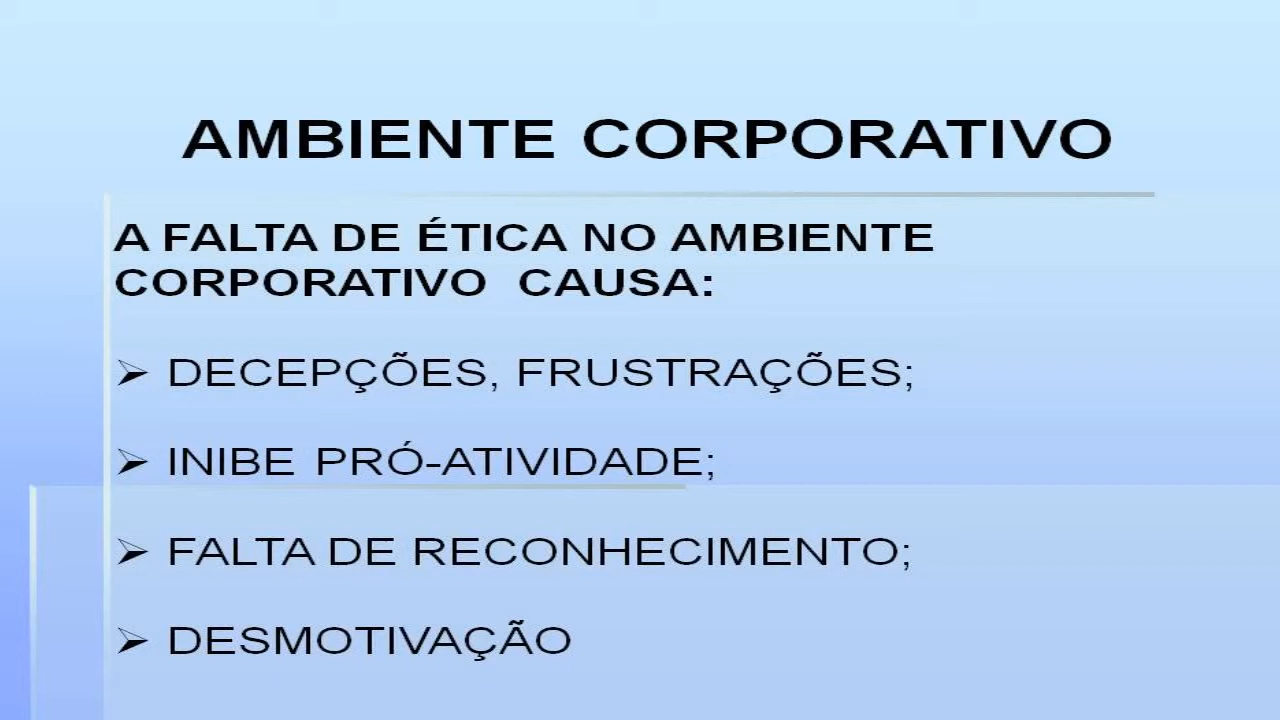 AMBIENTE CORPORATIVO
A FALTA DE ÉTICA NO AMBIENTE
CORPORATIVO CAUSA:
➢ DECEPÇÕES, FRUSTRAÇÕES;
➢ INIBE PRÓ-ATIVIDADE;
➢ FALTA DE RECONHECIMENTO;
➢ DESMOTIVAÇÃO